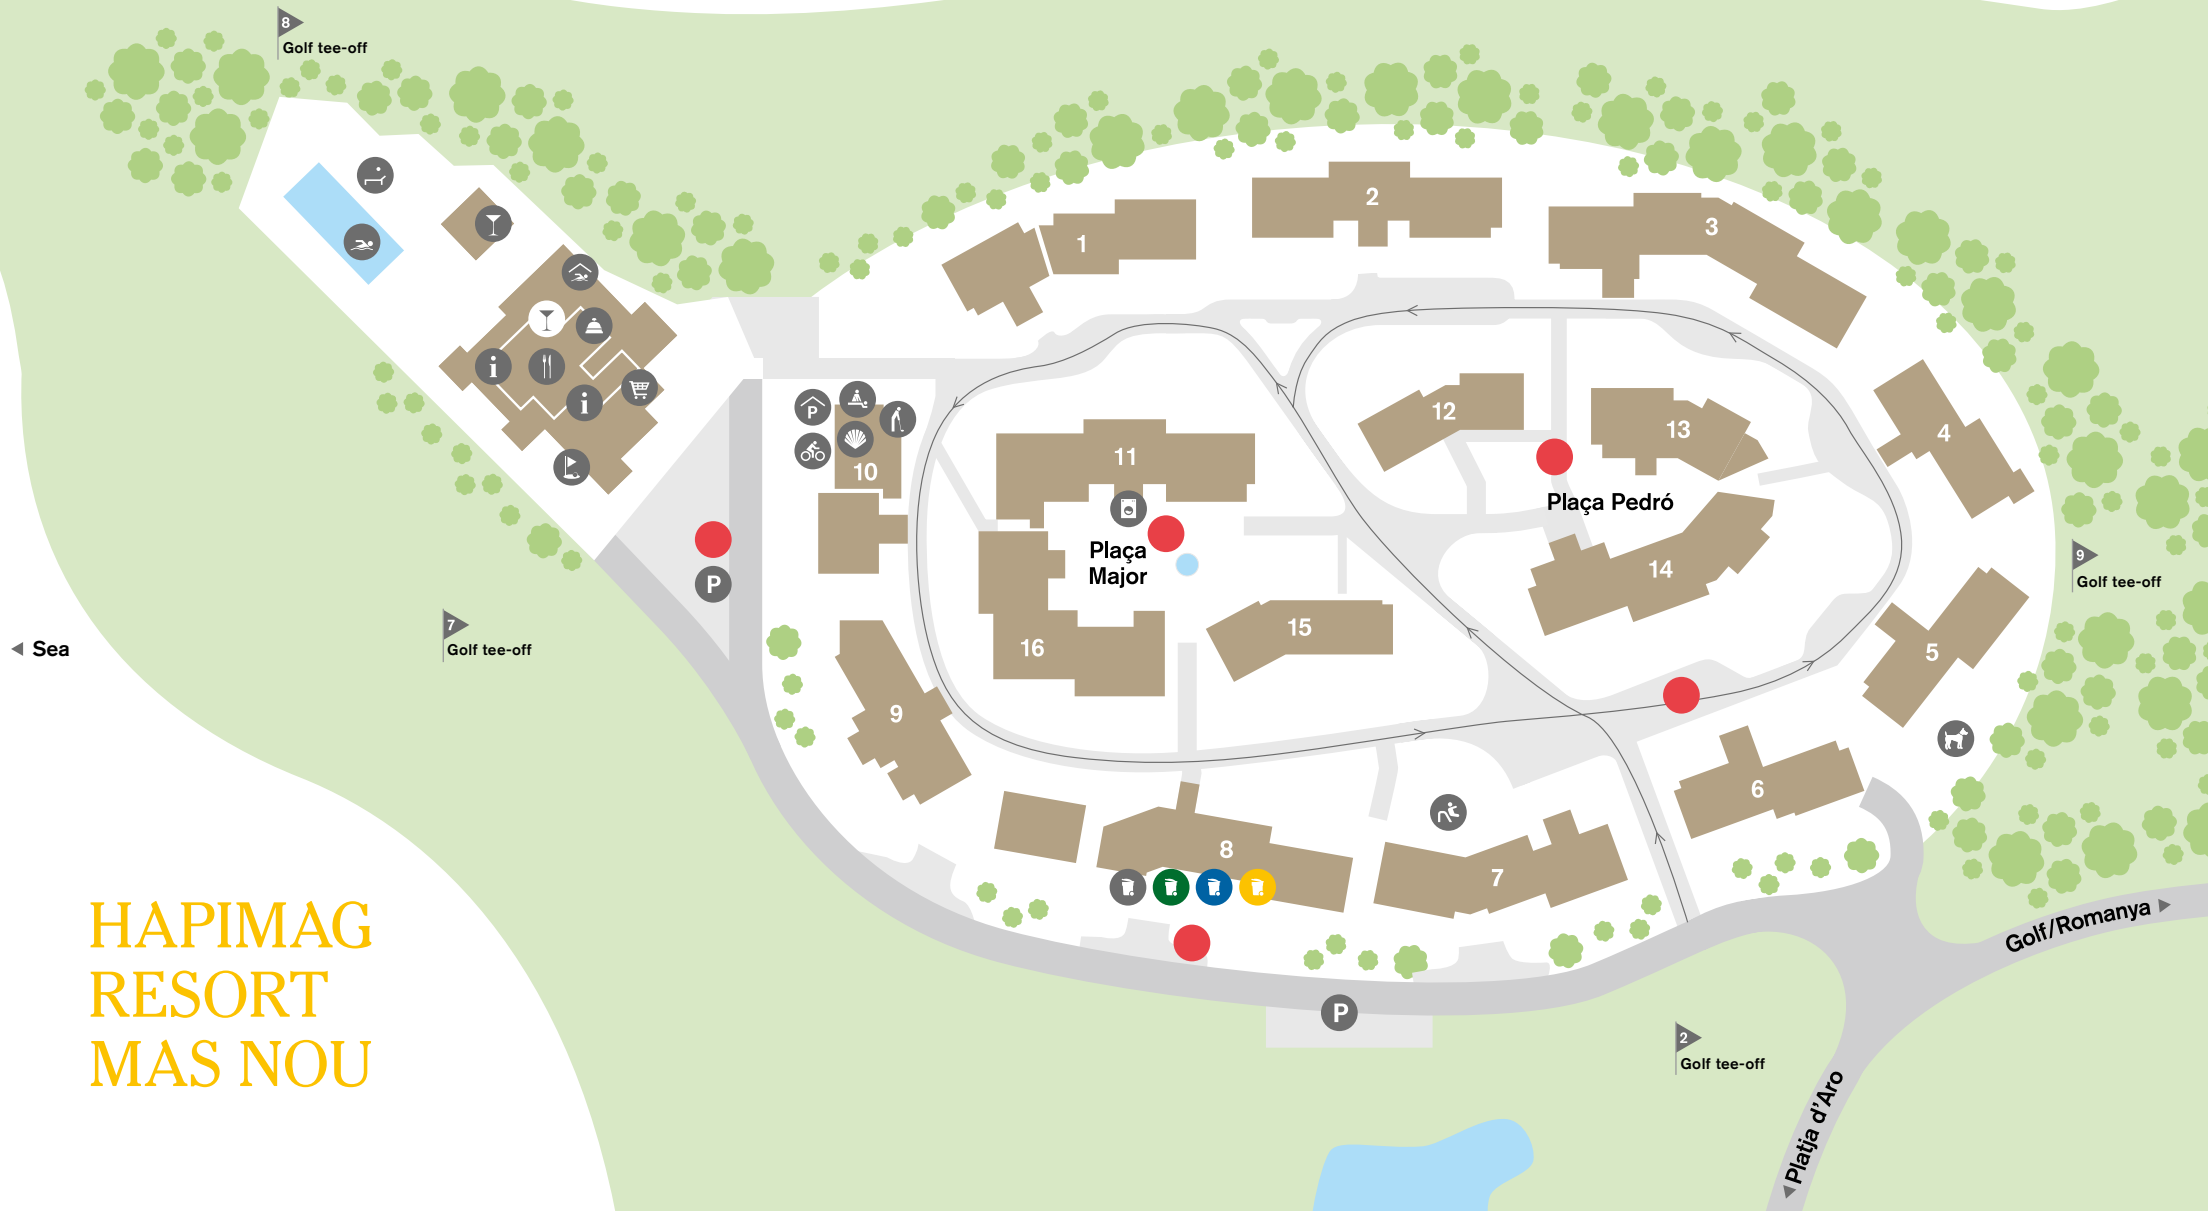 8
Golf tee-off
1
2
3
4
5
6
7
8
9
10
11
12
13
14
15
16
P
i
i
P
P
Plaça
Major
Plaça Pedró
9
Golf tee-off
7
Golf tee-off
Sea
2
Golf tee-off
Golf/Romanya
Platja d'Aro
HAPIMAG
RESORT
MAS NOU